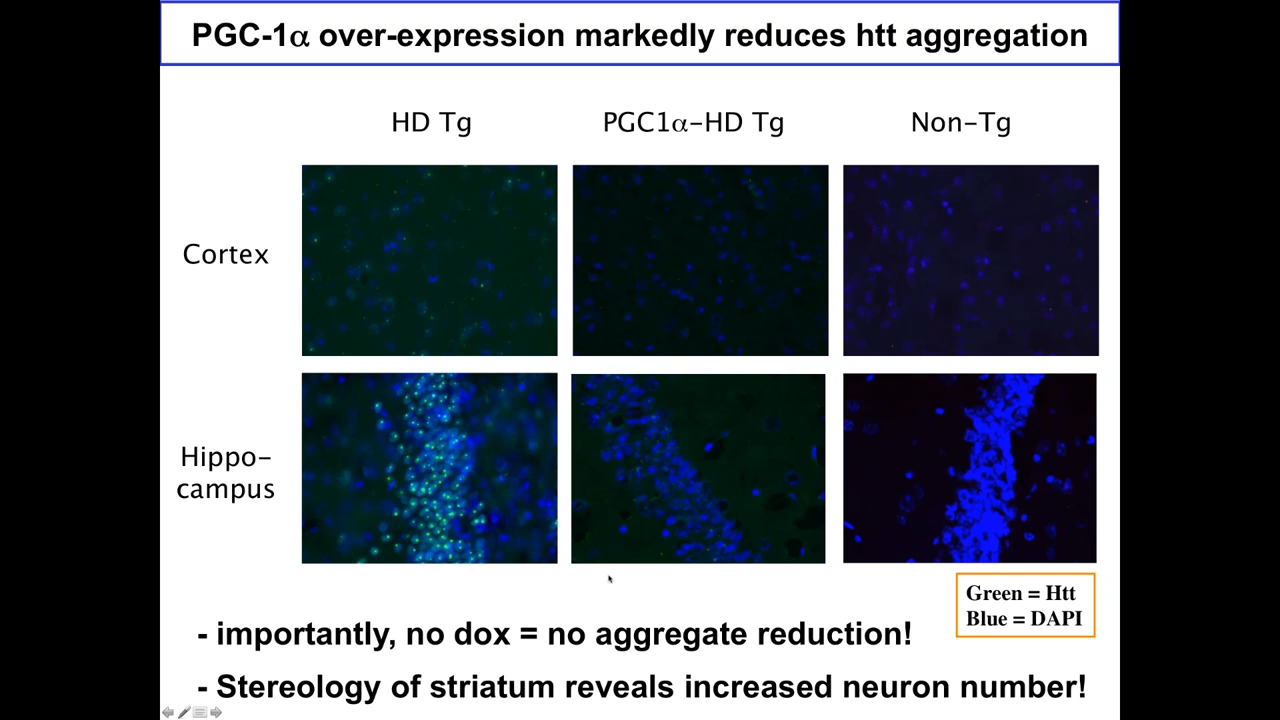 PGC-1α over-expression markedly reduces htt aggregation
HD Tg
PGC1α-HD Tg
Non-Tg
Cortex
Hippo-
campus
Green = Htt
Blue = DAPI
- importantly, no dox = no aggregate reduction!
- Stereology of striatum reveals increased neuron number!